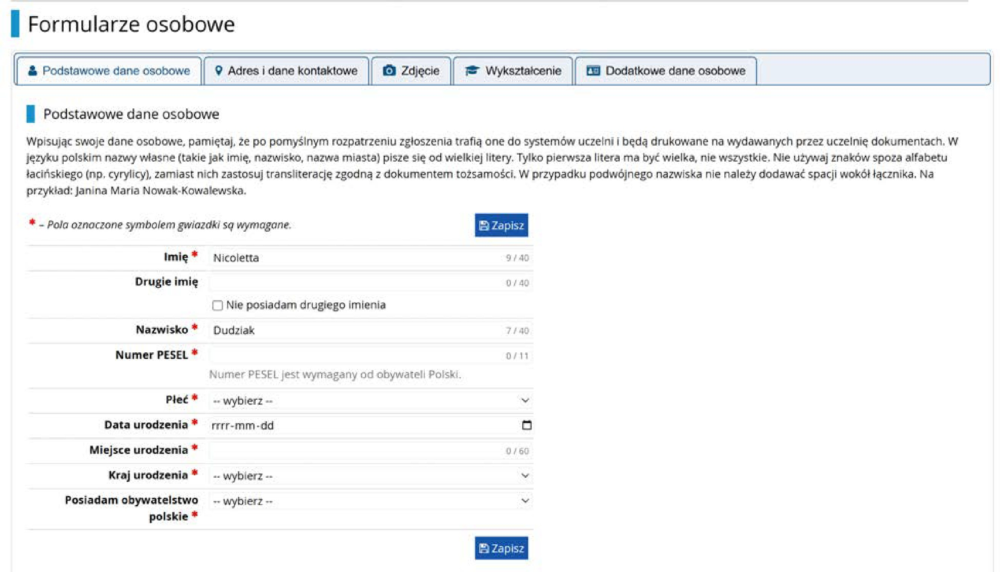 Formularze osobowe
Podstawowe dane osobowe
Adres i dane kontaktowe
Zdjęcie
Wykształcenie
Dodatkowe dane osobowe
Podstawowe dane osobowe
Wpisując swoje dane osobowe, pamiętaj, że po pomyślnym rozpatrzeniu zgłoszenia trafią one do systemów uczelni i będą drukowane na wydawanych przez uczelnię dokumentach. W
języku polskim nazwy własne (takie jak imię, nazwisko, nazwa miasta) pisze się od wielkiej litery. Tylko pierwsza litera ma być wielka, nie wszystkie. Nie używaj znaków spoza alfabetu
łacińskiego (np. cyrylicy), zamiast nich zastosuj transliterację zgodną z dokumentem tożsamości. W przypadku podwójnego nazwiska nie należy dodawać spacji wokół łącznika. Na
przykład: Janina Maria Nowak-Kowalewska.
* – Pola oznaczone symbolem gwiazdki są wymagane.
Zapisz
Imię * Nicoletta 9 / 40
Drugie imię 0 / 40
Nie posiadam drugiego imienia
Nazwisko * Dudziak 7 / 40
Numer PESEL * 0 / 11
Numer PESEL jest wymagany od obywateli Polski.
Płeć * -- wybierz --
Data urodzenia * rrrr-mm-dd
Miejsce urodzenia * 0 / 60
Kraj urodzenia * -- wybierz --
Posiadam obywatelstwo -- wybierz --
polskie *
Zapisz